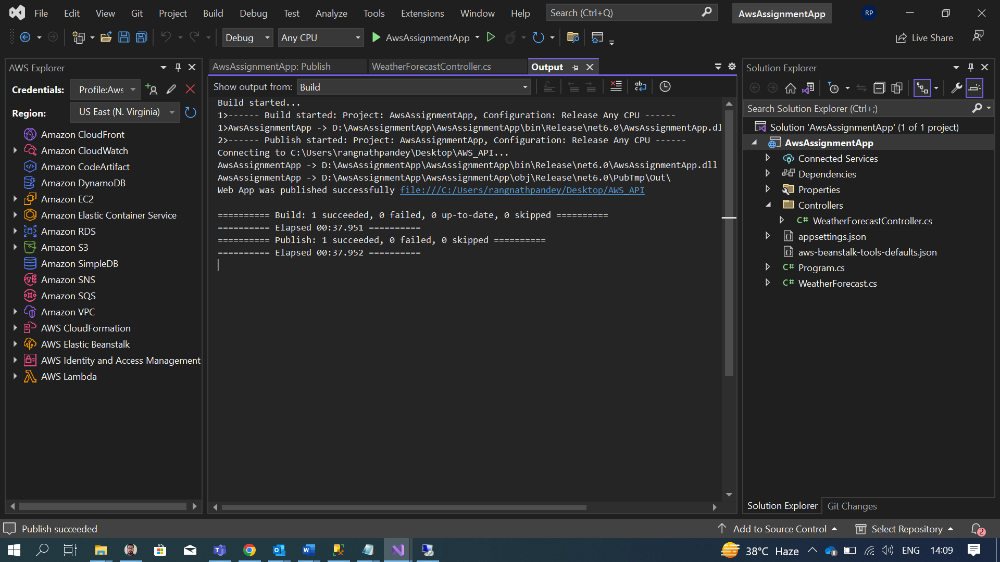 File Edit View Git Project Build Debug Test Analyze Tools Extensions Window Help Search (Ctrl+Q) AwsAssignmentApp RP
Debug Any CPU AwsAssignmentApp Live Share
AWS Explorer
Credentials: Profile:Aws
Region: US East (N. Virginia)
Amazon CloudFront
Amazon CloudWatch
Amazon CodeArtifact
Amazon DynamoDB
Amazon EC2
Amazon Elastic Container Service
Amazon RDS
Amazon S3
Amazon SimpleDB
Amazon SNS
Amazon SQS
Amazon VPC
AWS CloudFormation
AWS Elastic Beanstalk
AWS Identity and Access Management
AWS Lambda
AwsAssignmentApp: Publish WeatherForecastController.cs Output
Show output from: Build
Build started...
1>------ Build started: Project: AwsAssignmentApp, Configuration: Release Any CPU ------
1>AwsAssignmentApp -> D:\AwsAssignmentApp\AwsAssignmentApp\bin\Release\net6.0\AwsAssignmentApp.dl
2>------ Publish started: Project: AwsAssignmentApp, Configuration: Release Any CPU ------
Connecting to C:\Users\rangnathpandey\Desktop\AWS_API...
AwsAssignmentApp -> D:\AwsAssignmentApp\AwsAssignmentApp\bin\Release\net6.0\AwsAssignmentApp.dll
AwsAssignmentApp -> D:\AwsAssignmentApp\AwsAssignmentApp\obj\Release\net6.0\PubTmp\Out\
Web App was published successfully file:///C:/Users/rangnathpandey/Desktop/AWS_API
========== Build: 1 succeeded, 0 failed, 0 up-to-date, 0 skipped ==========
========== Elapsed 00:37.951 ==========
========== Publish: 1 succeeded, 0 failed, 0 skipped ==========
========== Elapsed 00:37.952 ==========
Solution Explorer
Search Solution Explorer (Ctrl+;)
Solution 'AwsAssignmentApp' (1 of 1 project)
AwsAssignmentApp
Connected Services
Dependencies
Properties
Controllers
C# WeatherForecastController.cs
appsettings.json
aws-beanstalk-tools-defaults.json
C# Program.cs
C# WeatherForecast.cs
Solution Explorer Git Changes
Publish succeeded Add to Source Control Select Repository 2
38°C Haze ENG 14:09